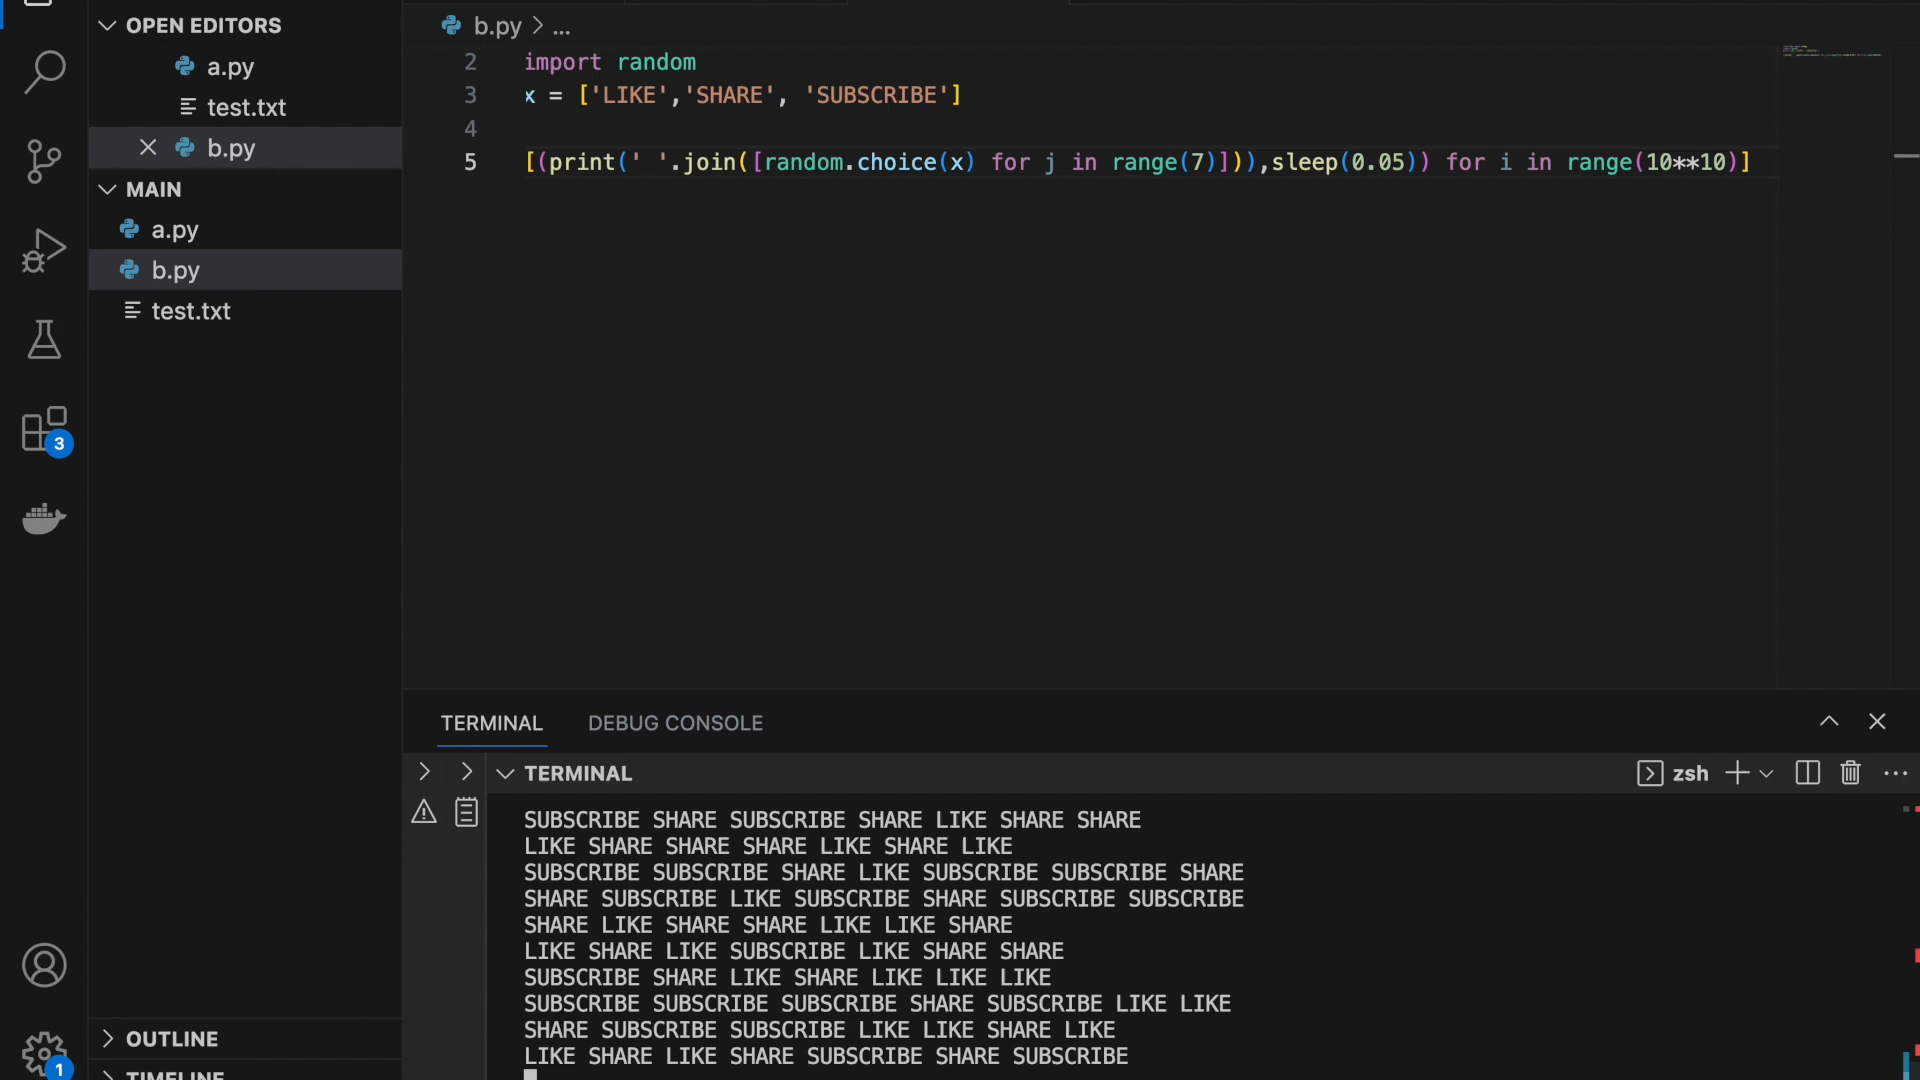 OPEN EDITORS
a.py
test.txt
b.py
MAIN
a.py
b.py
test.txt
3
OUTLINE
TIMELINE
1
b.py > ...
2 import random
3 x = ['LIKE','SHARE', 'SUBSCRIBE']
4
5 [(print(' '.join([random.choice(x) for j in range(7)])),sleep(0.05)) for i in range(10**10)]
TERMINAL DEBUG CONSOLE
TERMINAL
zsh
SUBSCRIBE SHARE SUBSCRIBE SHARE LIKE SHARE SHARE
LIKE SHARE SHARE SHARE LIKE SHARE LIKE
SUBSCRIBE SUBSCRIBE SHARE LIKE SUBSCRIBE SUBSCRIBE SHARE
SHARE SUBSCRIBE LIKE SUBSCRIBE SHARE SUBSCRIBE SUBSCRIBE
SHARE LIKE SHARE SHARE LIKE LIKE SHARE
LIKE SHARE LIKE SUBSCRIBE LIKE SHARE SHARE
SUBSCRIBE SHARE LIKE SHARE LIKE LIKE LIKE
SUBSCRIBE SUBSCRIBE SUBSCRIBE SHARE SUBSCRIBE LIKE LIKE
SHARE SUBSCRIBE SUBSCRIBE LIKE LIKE SHARE LIKE
LIKE SHARE LIKE SHARE SUBSCRIBE SHARE SUBSCRIBE